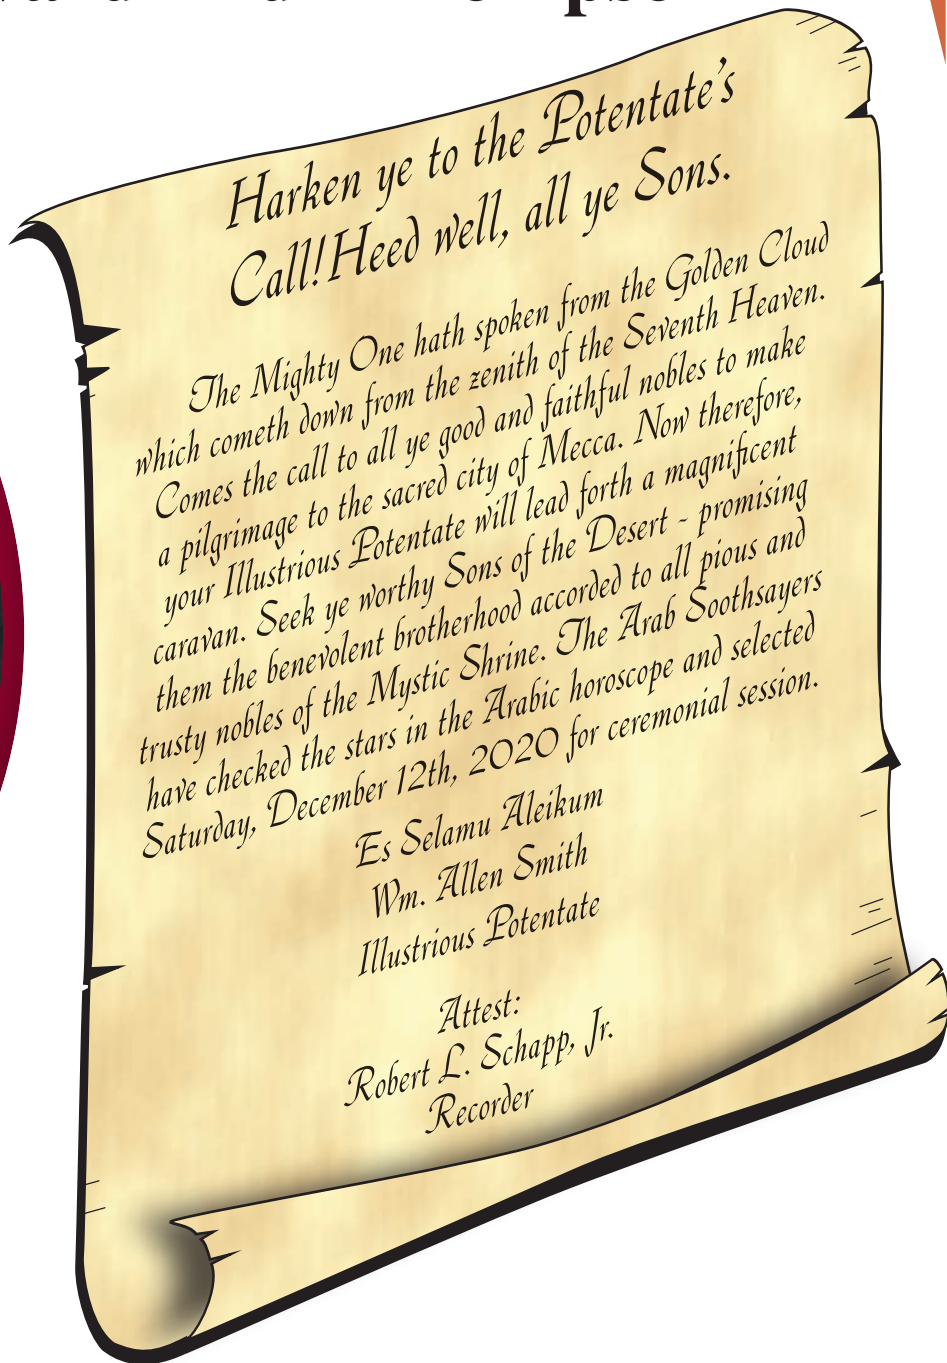 Harken ye to the Potentate's
Call!Heed well, all ye Sons.
The Mighty One hath spoken from the Golden Cloud
which cometh down from the zenith of the Seventh Heaven.
Comes the call to all ye good and faithful nobles to make
a pilgrimage to the sacred city of Mecca. Now therefore,
your Illustrious Potentate will lead forth a magnificent
caravan. Seek ye worthy Sons of the Desert - promising
them the benevolent brotherhood accorded to all pious and
trusty nobles of the Mystic Shrine. The Arab Soothsayers
have checked the stars in the Arabic horoscope and selected
Saturday, December 12th, 2020 for ceremonial session.
Es Selamu Aleikum
Wm. Allen Smith
Illustrious Potentate
Attest:
Robert L. Schapp, Jr.
Recorder